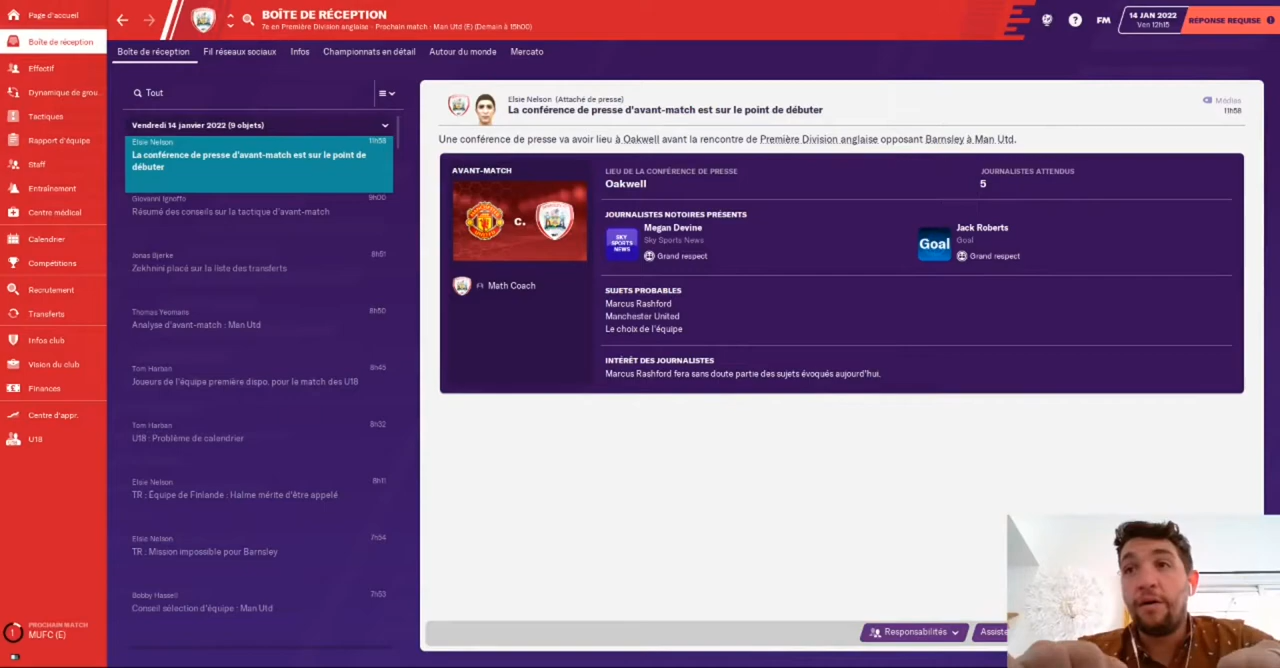 Page d'accueil
Boîte de réception
Effectif
Dynamique de grou...
Tactiques
Rapport d'équipe
Staff
Entraînement
Centre médical
Calendrier
Compétitions
Recrutement
Transferts
Infos club
Vision du club
Finances
Centre d'appr.
U18
1
PROCHAIN MATCH
MUFC (E)
BOÎTE DE RÉCEPTION
7e en Première Division anglaise - Prochain match : Man Utd (E) (Demain à 15h00)
?
FM
14 JAN 2022
Ven 12h15
RÉPONSE REQUISE
Boîte de réception
Fil réseaux sociaux
Infos
Championnats en détail
Autour du monde
Mercato
Tout
Vendredi 14 janvier 2022 (9 objets)
Elsie Nelson 11h58
La conférence de presse d'avant-match est sur le point de
débuter
Giovanni Ignoffo 9h00
Résumé des conseils sur la tactique d'avant-match
Jonas Bjerke 8h51
Zekhnini placé sur la liste des transferts
Thomas Yeomans 8h50
Analyse d'avant-match : Man Utd
Tom Harban 8h45
Joueurs de l'équipe première dispo. pour le match des U18
Tom Harban 8h32
U18 : Problème de calendrier
Elsie Nelson 8h11
TR : Équipe de Finlande : Halme mérite d'être appelé
Elsie Nelson 7h54
TR : Mission impossible pour Barnsley
Bobby Hassell 7h53
Conseil sélection d'équipe : Man Utd
Elsie Nelson (Attaché de presse)
La conférence de presse d'avant-match est sur le point de débuter
Médias
11h58
Une conférence de presse va avoir lieu à Oakwell avant la rencontre de Première Division anglaise opposant Barnsley à Man Utd.
AVANT-MATCH
c.
Math Coach
LIEU DE LA CONFÉRENCE DE PRESSE
Oakwell
JOURNALISTES ATTENDUS
5
JOURNALISTES NOTOIRES PRÉSENTS
SKY
SPORTS
NEWS
Megan Devine
Sky Sports News
Grand respect
Goal
Jack Roberts
Goal
Grand respect
SUJETS PROBABLES
Marcus Rashford
Manchester United
Le choix de l'équipe
INTÉRÊT DES JOURNALISTES
Marcus Rashford fera sans doute partie des sujets évoqués aujourd'hui.
Responsabilités
Assisté